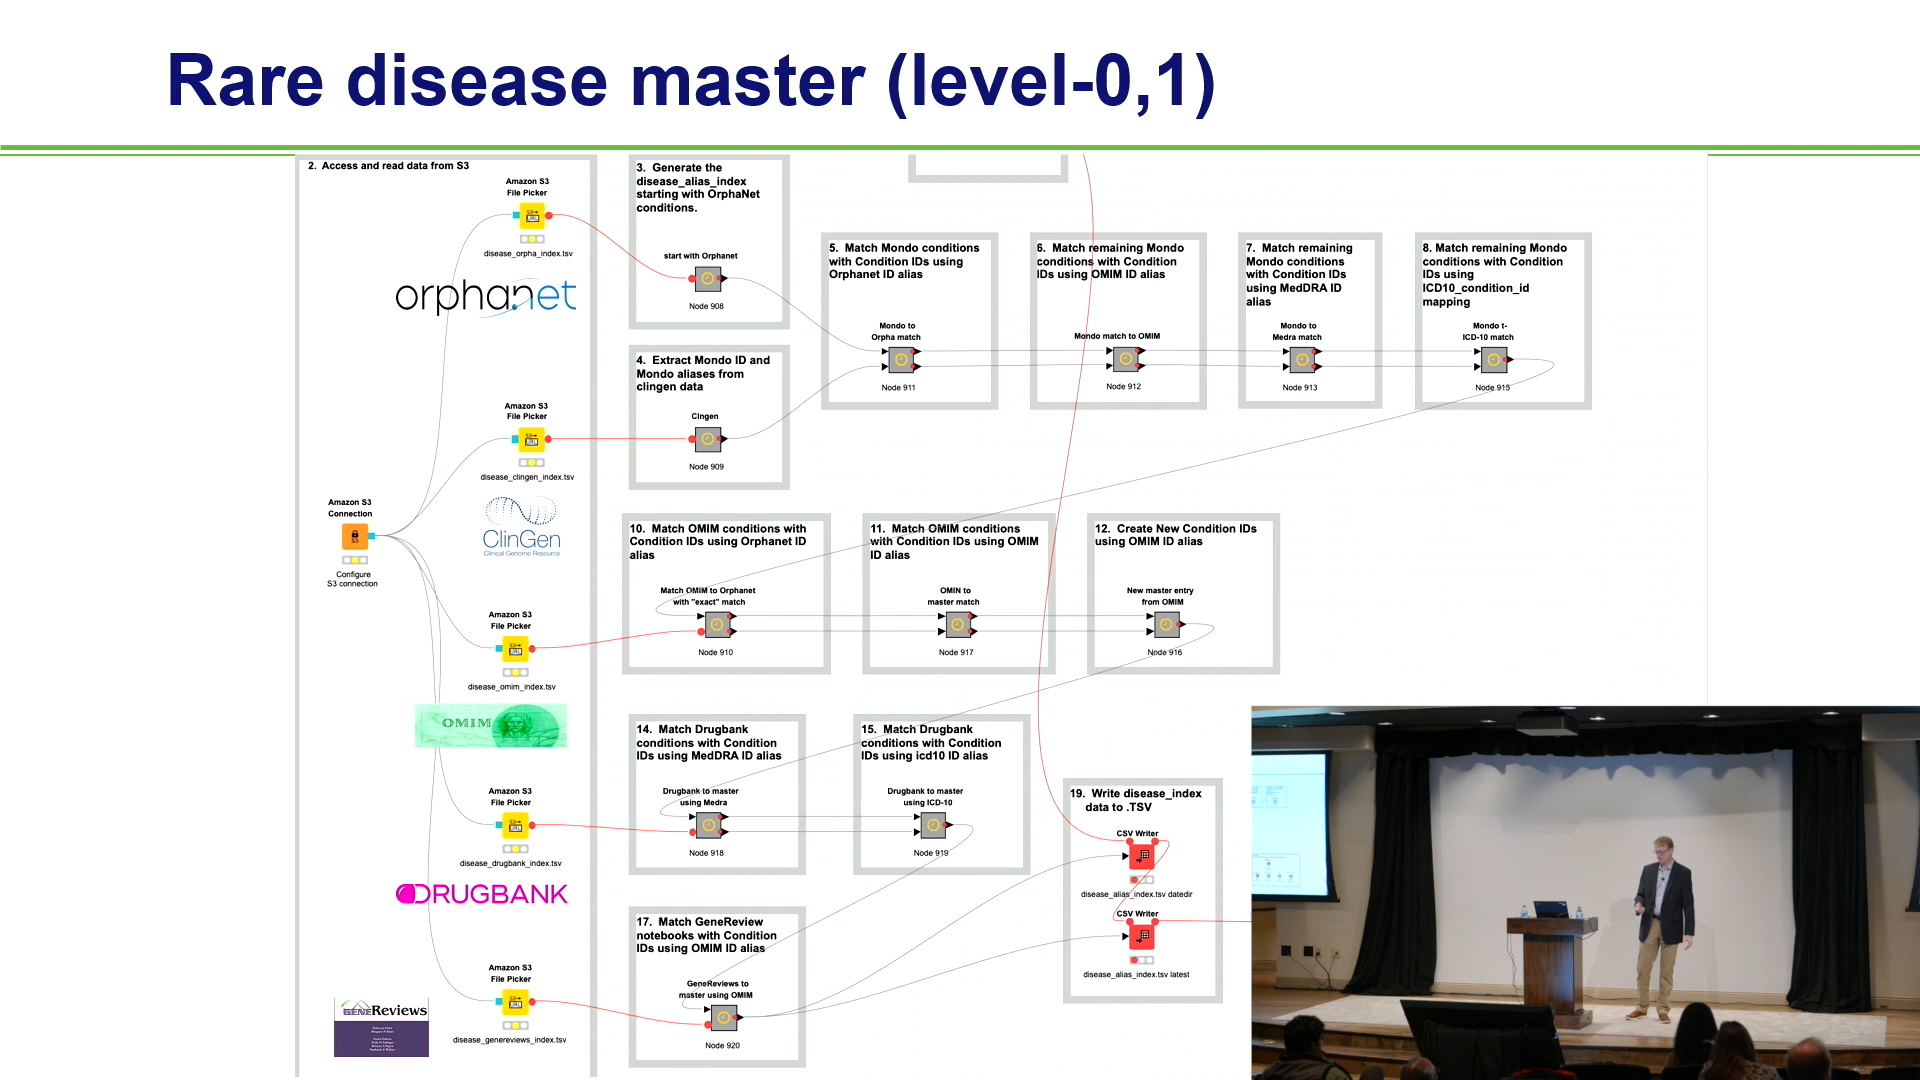 Rare disease master (level-0,1)
2. Access and read data from S3
Amazon S3
File Picker
disease_orpha_index.tsv
orphanet
Amazon S3
File Picker
disease_clingen_index.tsv
ClinGen
Clinical Genome Resource
Amazon S3
Connection
S3
Configure
S3 connection
Amazon S3
File Picker
disease_omim_index.tsv
OMIM
Amazon S3
File Picker
disease_drugbank_index.tsv
DRUGBANK
Amazon S3
File Picker
disease_genereviews_index.tsv
GENEReviews
3. Generate the
disease_alias_index
starting with OrphaNet
conditions.
start with Orphanet
Node 908
4. Extract Mondo ID and
Mondo aliases from
clingen data
Clngen
Node 909
5. Match Mondo conditions
with Condition IDs using
Orphanet ID alias
Mondo to
Orpha match
Node 911
6. Match remaining Mondo
conditions with Condition
IDs using OMIM ID alias
Mondo match to OMIM
Node 912
7. Match remaining
Mondo conditions
with Condition IDs
using MedDRA ID
alias
Mondo to
Medra match
Node 913
8. Match remaining Mondo
conditions with Condition
IDs using
ICD10_condition_id
mapping
Mondo t-
ICD-10 match
Node 915
10. Match OMIM conditions with
Condition IDs using Orphanet ID
alias
Match OMIM to Orphanet
with "exact" match
Node 910
11. Match OMIM conditions
with Condition IDs using OMIM
ID alias
OMIN to
master match
Node 917
12. Create New Condition IDs
using OMIM ID alias
New master entry
from OMIM
Node 916
14. Match Drugbank
conditions with Condition
IDs using MedDRA ID alias
Drugbank to master
using Medra
Node 918
15. Match Drugbank
conditions with Condition
IDs using icd10 ID alias
Drugbank to master
using ICD-10
Node 919
17. Match GeneReview
notebooks with Condition
IDs using OMIM ID alias
GeneReviews to
master using OMIM
Node 920
19. Write disease_index
data to .TSV
CSV Writer
disease_alias_index.tsv datedir
CSV Writer
disease_alias_index.tsv latest